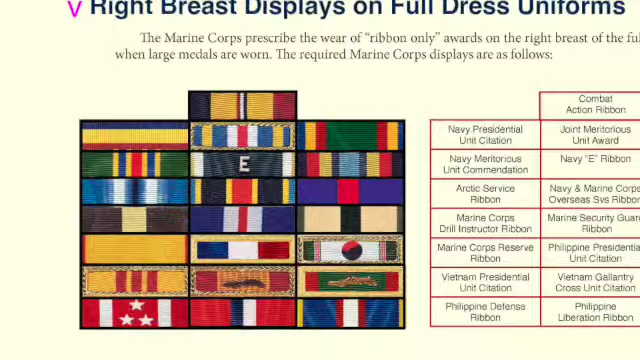 v Right Breast Displays on Full Dress Uniforms
The Marine Corps prescribe the wear of “ribbon only” awards on the right breast of the
when large medals are worn. The required Marine Corps displays are as follows:
Combat
Action Ribbon
Navy Presidential
Unit Citation
Joint Meritorious
Unit Award
Navy Meritorious
Unit Commendation
Navy "E" Ribbon
Arctic Service
Ribbon
Navy & Marine Corps
Overseas Svs Ribbon
Marine Corps
Drill Instructor Ribbon
Marine Security
Ribbon
Marine Corps Reserve
Ribbon
Philippine
Unit Citation
Vietnam Presidential
Unit Citation
Vietnam Gallantry
Cross Unit Citation
Philippine Defense
Ribbon
Philippine
Liberation Ribbon
E